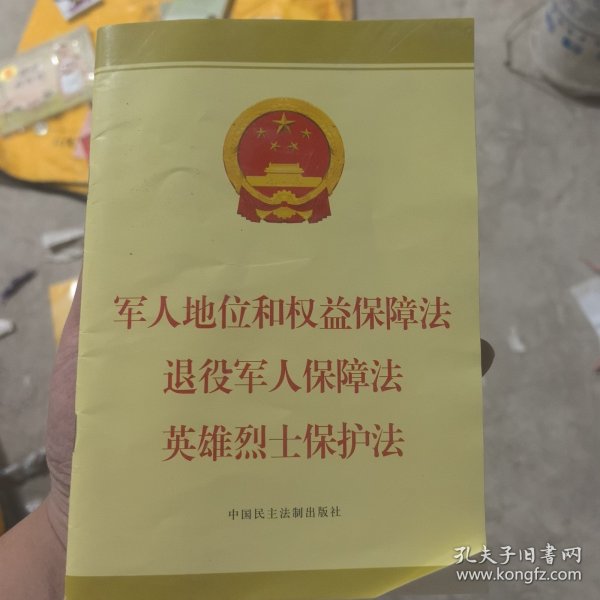 军人地位和权益保障法
退役军人保障法
英雄烈士保护法
中国民主法制出版社
孔夫子旧书网
www.kongfz.com